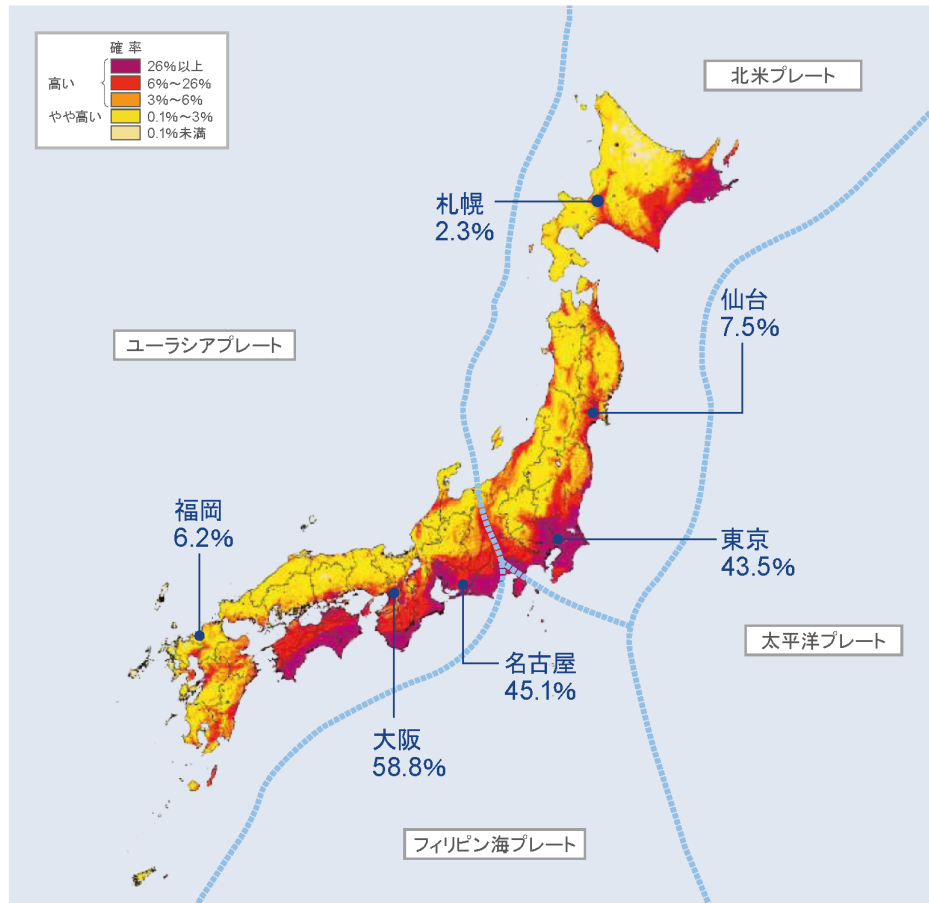 確 率
高い
26%以上
6%～26%
3%～6%
やや高い
0.1%～3%
0.1%未満
北米プレート
札幌
2.3%
仙台
7.5%
ユーラシアプレート
福岡
6.2%
東京
43.5%
太平洋プレート
名古屋
45.1%
大阪
58.8%
フィリピン海プレート